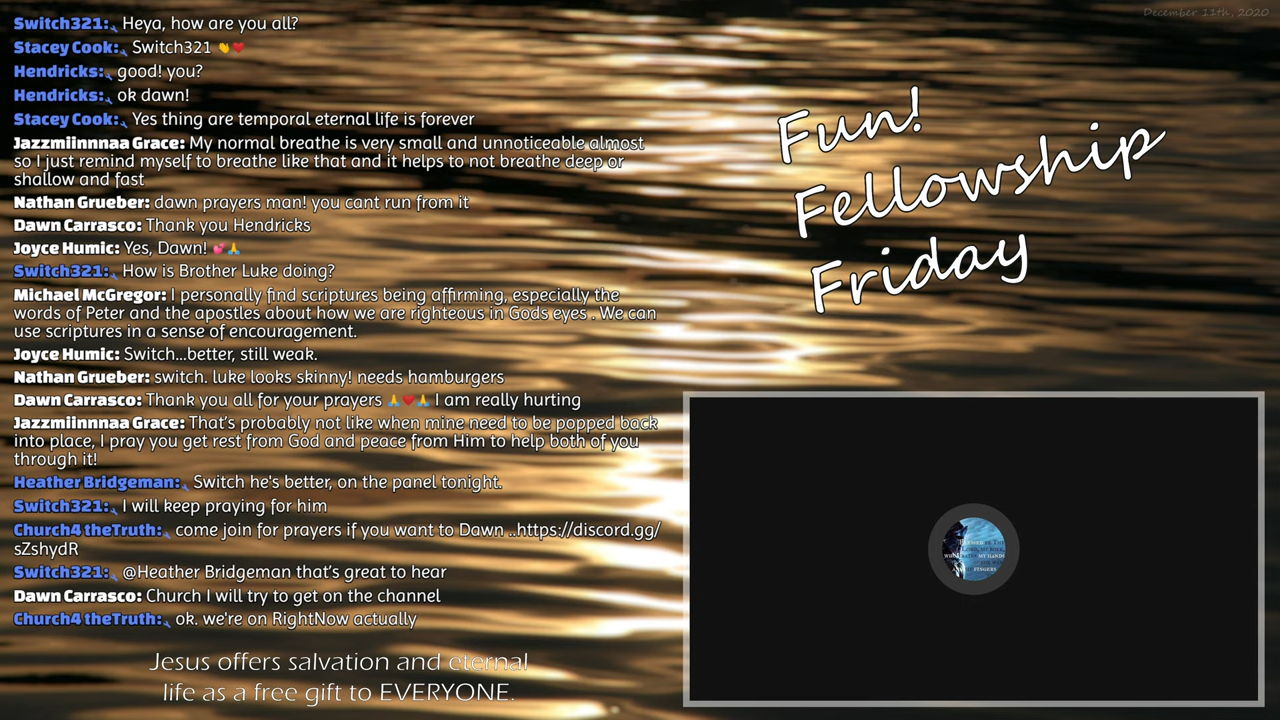 December 11th, 2020
Switch321: Heya, how are you all?
Stacey Cook: Switch321 👏❤️
Hendricks: good! you?
Hendricks: ok dawn!
Stacey Cook: Yes thing are temporal eternal life is forever
Jazzmiinnnaa Grace: My normal breathe is very small and unnoticeable almost
so I just remind myself to breathe like that and it helps to not breathe deep or
shallow and fast
Nathan Grueber: dawn prayers man! you cant run from it
Dawn Carrasco: Thank you Hendricks
Joyce Humic: Yes, Dawn! 💕🙏
Switch321: How is Brother Luke doing?
Michael McGregor: I personally find scriptures being affirming, especially the
words of Peter and the apostles about how we are righteous in Gods eyes . We can
use scriptures in a sense of encouragement.
Joyce Humic: Switch...better, still weak.
Nathan Grueber: switch. luke looks skinny! needs hamburgers
Dawn Carrasco: Thank you all for your prayers 🙏❤️🙏 I am really hurting
Jazzmiinnnaa Grace: That's probably not like when mine need to be popped back
into place, I pray you get rest from God and peace from Him to help both of you
through it!
Heather Bridgeman: Switch he's better, on the panel tonight.
Switch321: I will keep praying for him
Church4 theTruth: come join for prayers if you want to Dawn ..https://discord.gg/
sZshydR
Switch321: @Heather Bridgeman that's great to hear
Dawn Carrasco: Church I will try to get on the channel
Church4 theTruth: ok. we're on RightNow actually
Jesus offers salvation and eternal
life as a free gift to EVERYONE.
Fun!
Fellowship
Friday
BLESSED BE THE
LORD, MY ROCK,
MY HANDS
FINGERS